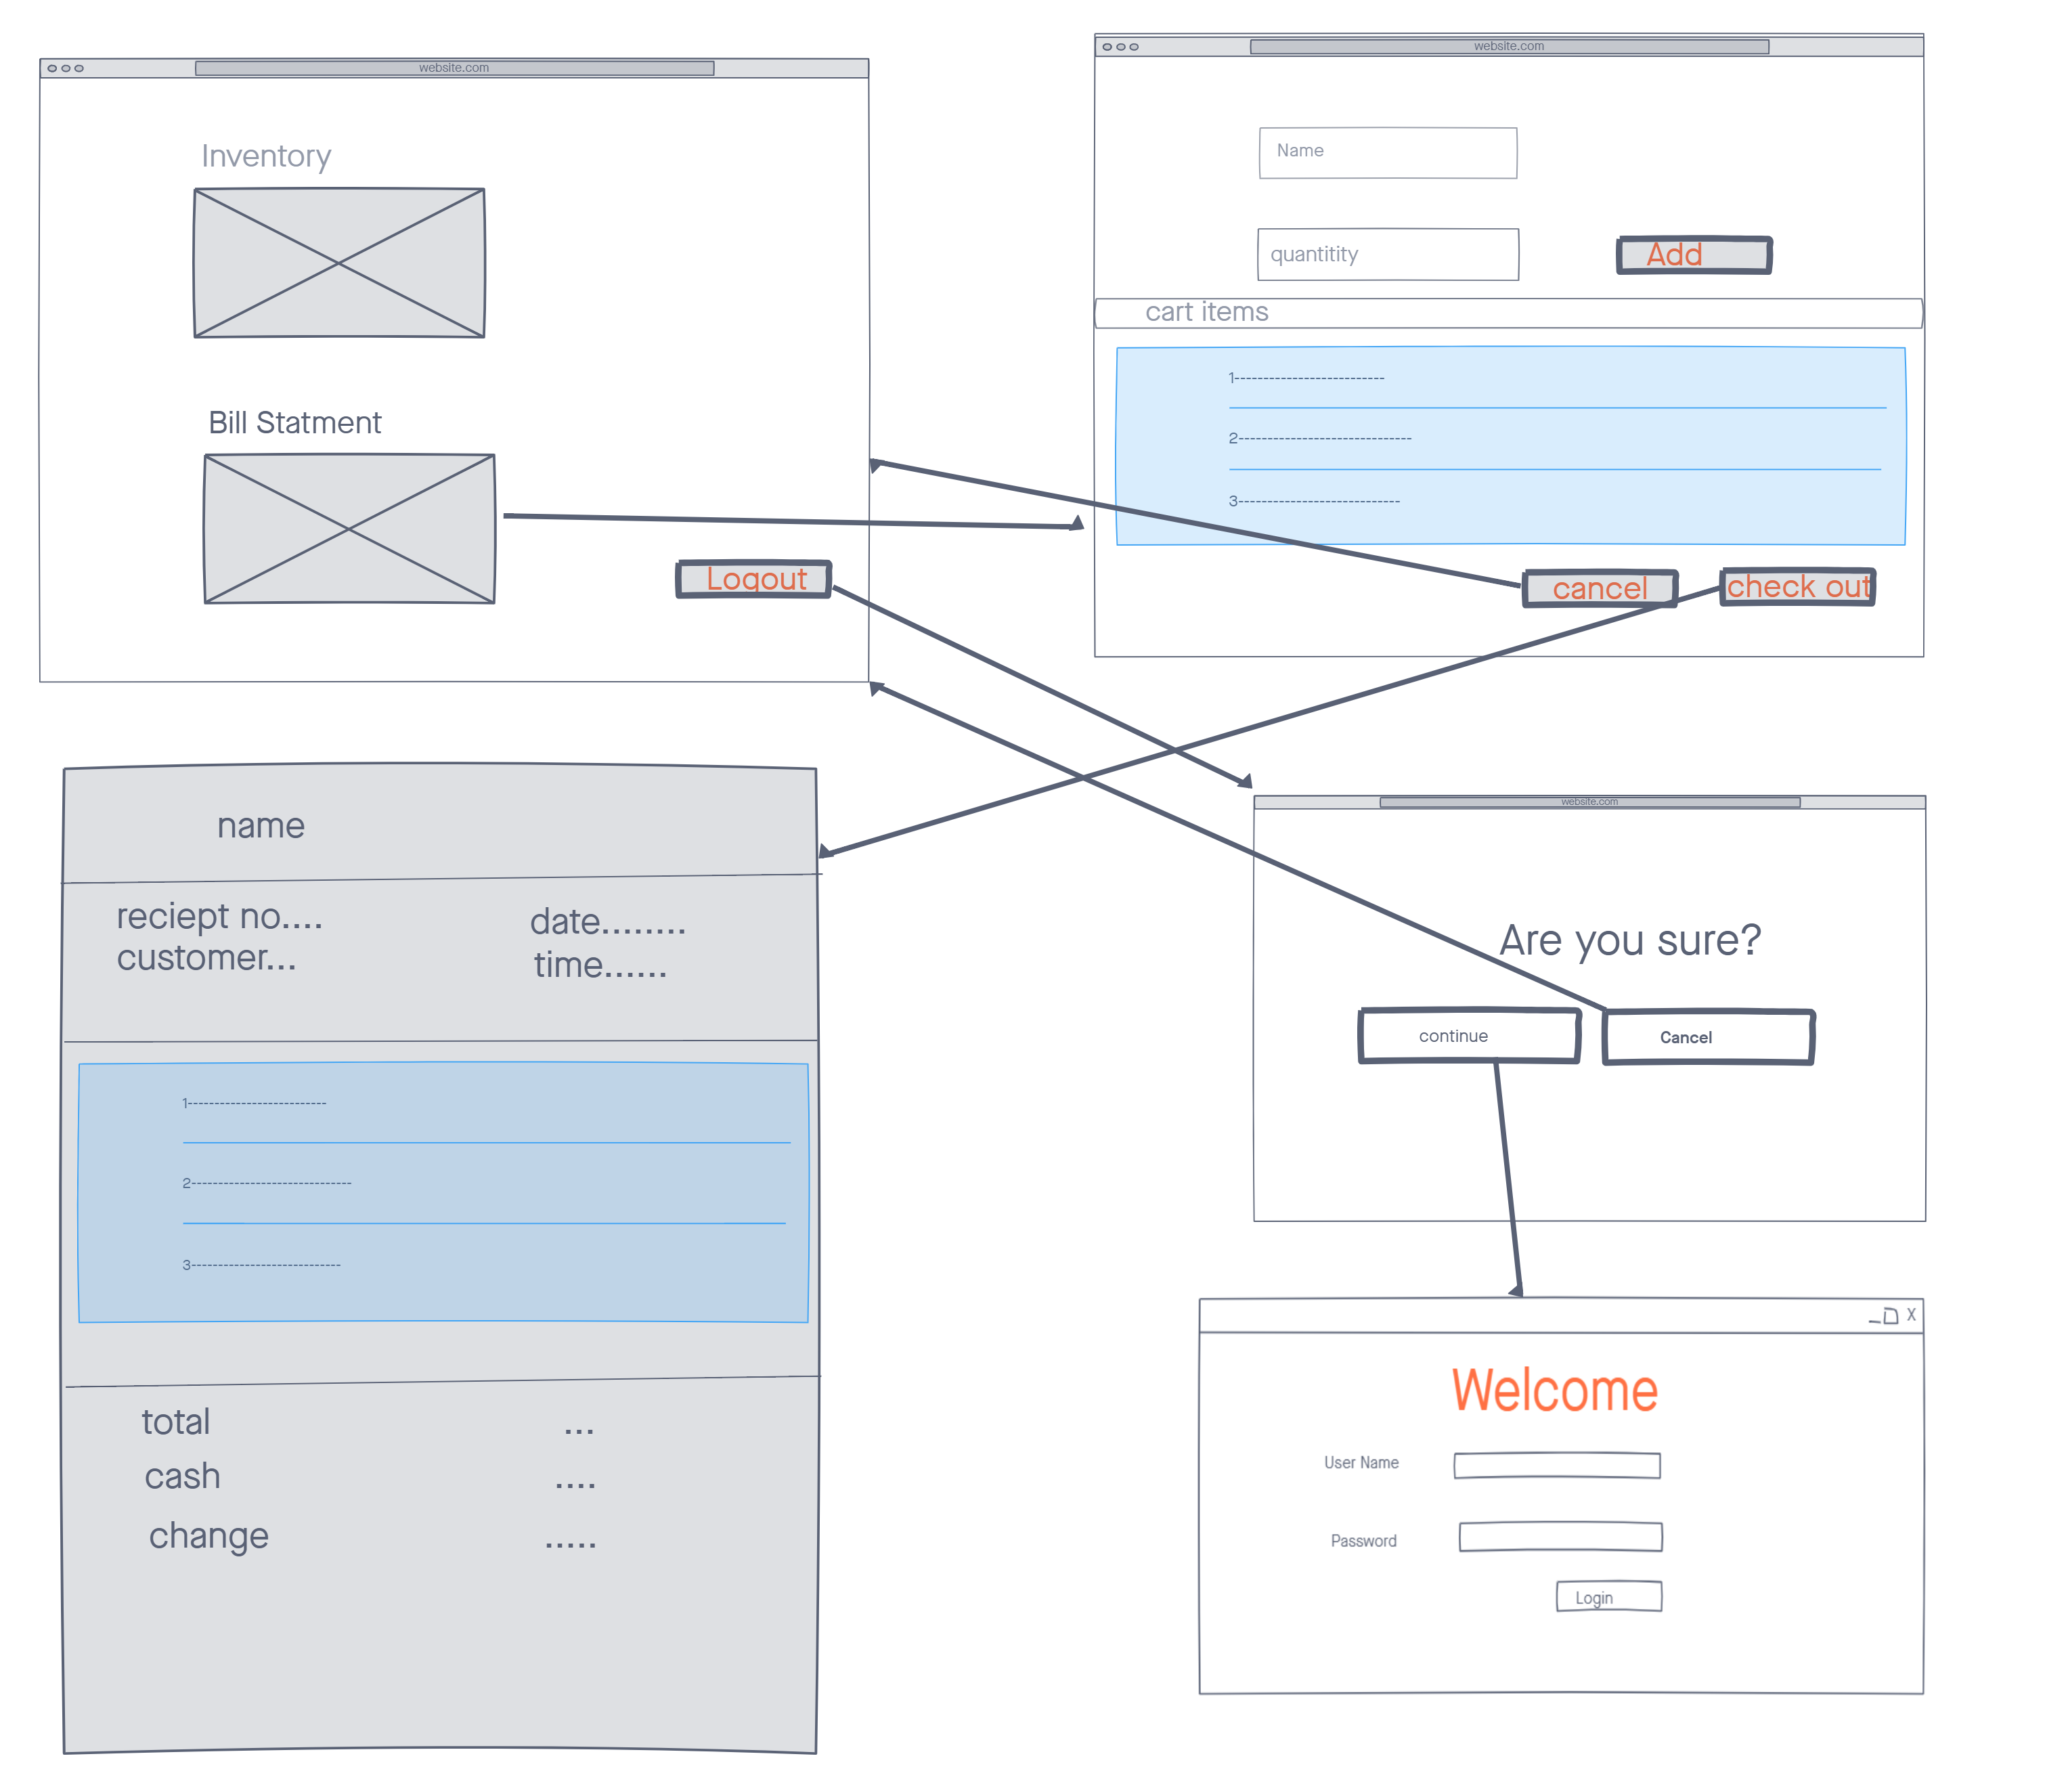 website.com
Inventory
Bill Statment
Logout
website.com
Name
quantitity
Add
cart items
1--------------------------
2------------------------------
3----------------------------
cancel
check out
name
reciept no....
date........
customer...
time......
1--------------------------
2------------------------------
3----------------------------
total ...
cash ....
change .....
website.com
Are you sure?
continue
Cancel
X
Welcome
User Name
Password
Login